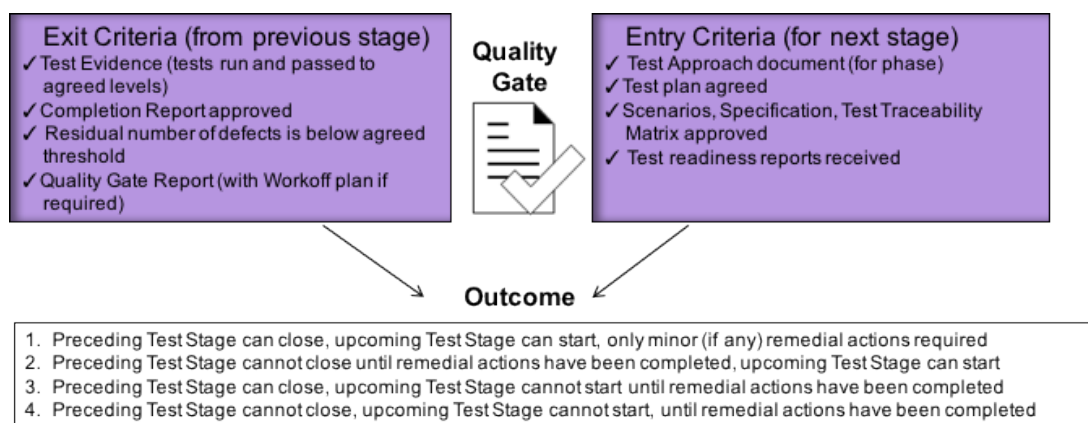 Exit Criteria (from previous stage)
✓ Test Evidence (tests run and passed to
agreed levels)
✓ Completion Report approved
✓ Residual number of defects is below agreed
threshold
✓ Quality Gate Report (with Workoff plan if
required)
Quality
Gate
Entry Criteria (for next stage)
✓ Test Approach document (for phase)
✓ Test plan agreed
✓ Scenarios, Specification, Test Traceability
Matrix approved
✓ Test readiness reports received
Outcome
1. Preceding Test Stage can close, upcoming Test Stage can start, only minor (if any) remedial actions required
2. Preceding Test Stage cannot close until remedial actions have been completed, upcoming Test Stage can start
3. Preceding Test Stage can close, upcoming Test Stage cannot start until remedial actions have been completed
4. Preceding Test Stage cannot close, upcoming Test Stage cannot start, until remedial actions have been completed